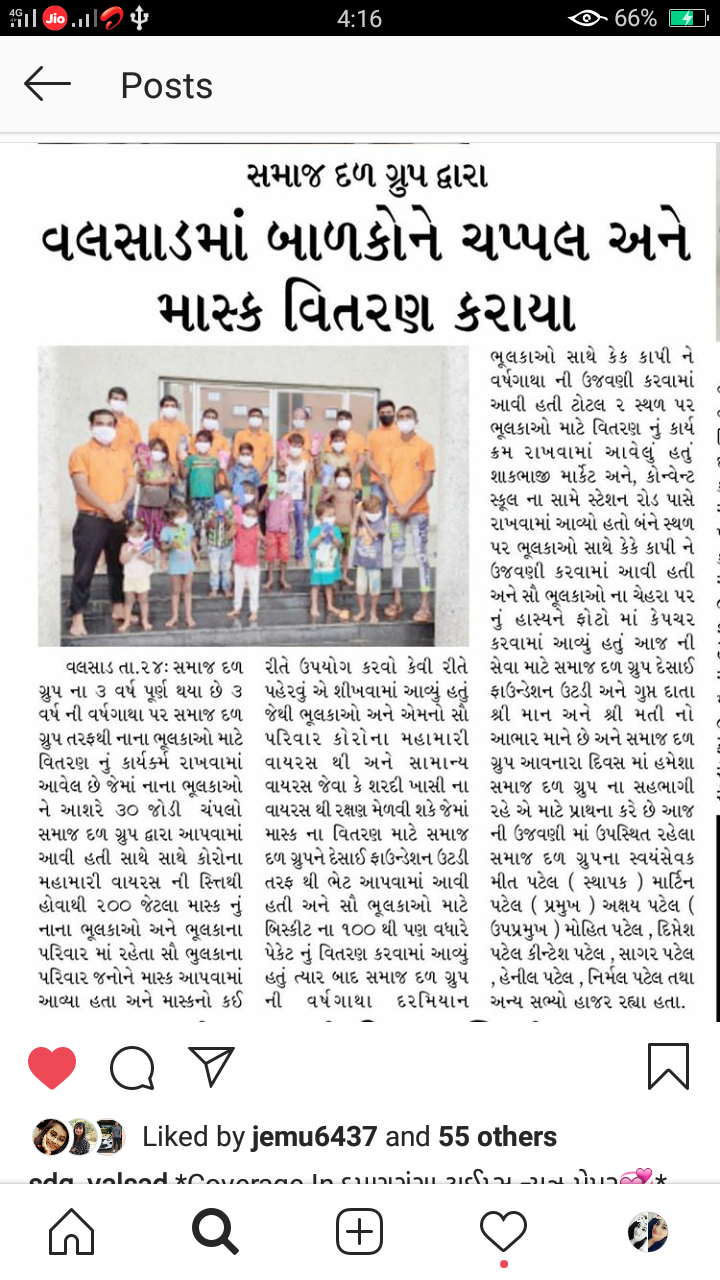 4G
Jio
4:16
66%
Posts
સમાજ દળ ગ્રુપ દ્વારા
વલસાડમાં બાળકોને ચપ્પલ અને
માસ્ક વિતરણ કરાયા
વલસાડ તા.૨૪: સમાજ દળ
ગ્રુપ ના ૩ વર્ષ પૂર્ણ થયા છે ૩
વર્ષ ની વર્ષગાથા પર સમાજ દળ
ગ્રુપ તરફથી નાના ભૂલકાઓ માટે
વિતરણ નું કાર્યક્ર્મ રાખવામાં
આવેલ છે જેમાં નાના ભૂલકાઓ
ને આશરે ૩૦ જોડી ચંપલો
સમાજ દળ ગ્રુપ દ્વારા આપવામાં
આવી હતી સાથે સાથે કોરોના
મહામારી વાયરસ ની સ્તિથી
હોવાથી ૨૦૦ જેટલા માસ્ક નું
નાના ભૂલકાઓ અને ભૂલકાના
પરિવાર માં રહેતા સૌ ભુલકાના
પરિવાર જનોને માસ્ક આપવામાં
આવ્યા હતા અને માસ્કનો કઈ
રીતે ઉપયોગ કરવો કેવી રીતે
પહેરવું એ શીખવામાં આવ્યું હતું
જેથી ભૂલકાઓ અને એમનો સૌ
પરિવાર કોરોના મહામારી
વાયરસ થી અને સામાન્ય
વાયરસ જેવા કે શરદી ખાસી ના
વાયરસ થી રક્ષણ મેળવી શકે જેમાં
માસ્ક ના વિતરણ માટે સમાજ
દળ ગ્રુપને દેસાઈ ફાઉન્ડેશન ઉટડી
તરફ થી ભેટ આપવામાં આવી
હતી અને સૌ ભૂલકાઓ માટે
બિસ્કીટ ના ૧૦૦ થી પણ વધારે
પેકેટ નું વિતરણ કરવામાં આવ્યું
હતું ત્યાર બાદ સમાજ દળ ગ્રુપ
ની વર્ષગાથા દરમિયાન
ભૂલકાઓ સાથે કેક કાપી ને
વર્ષગાથા ની ઉજવણી કરવામાં
આવી હતી ટોટલ ૨ સ્થળ પર
ભૂલકાઓ માટે વિતરણ નું કાર્ય
ક્રમ રાખવામાં આવેલું હતું
શાકભાજી માર્કેટ અને, કોન્વેન્ટ
સ્કૂલ ના સામે સ્ટેશન રોડ પાસે
રાખવામાં આવ્યો હતો બંને સ્થળ
પર ભૂલકાઓ સાથે કેકે કાપી ને
ઉજવણી કરવામાં આવી હતી
અને સૌ ભૂલકાઓ ના ચેહરા પર
નું હાસ્યને ફોટો માં કેપચર
કરવામાં આવ્યું હતું આજ ની
સેવા માટે સમાજ દળ ગ્રુપ દેસાઈ
ફાઉન્ડેશન ઉટડી અને ગુપ્ત દાતા
શ્રી માન અને શ્રી મતી નો
આભાર માને છે અને સમાજ દળ
ગ્રુપ આવનારા દિવસ માં હમેશા
સમાજ દળ ગ્રુપ ના સહભાગી
રહે એ માટે પ્રાથના કરે છે આજ
ની ઉજવણી માં ઉપસ્થિત રહેલા
સમાજ દળ ગ્રુપના સ્વયંસેવક
મીત પટેલ ( સ્થાપક ) માર્ટિન
પટેલ ( પ્રમુખ ) અક્ષય પટેલ (
ઉપપ્રમુખ ) મોહિત પટેલ , દિપ્તેશ
પટેલ કીન્ટેશ પટેલ , સાગર પટેલ
, હેનીલ પટેલ , નિર્મલ પટેલ તથા
અન્ય સભ્યો હાજર રહ્યા હતા.
Liked by jemu6437 and 55 others
sdg_valsad *Coverage In